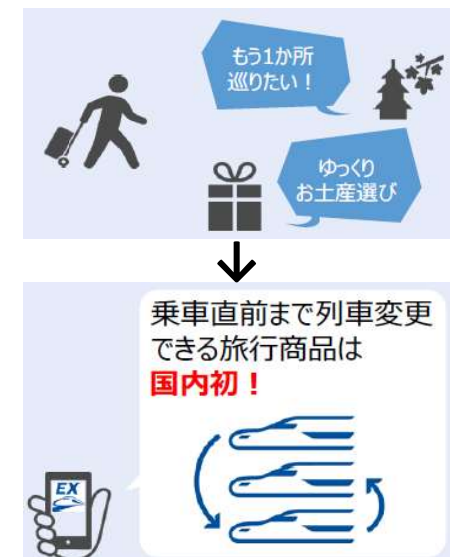 もう1か所
巡りたい！
ゆっくり
お土産選び
乗車直前まで列車変更
できる旅行商品は
国内初！
EX